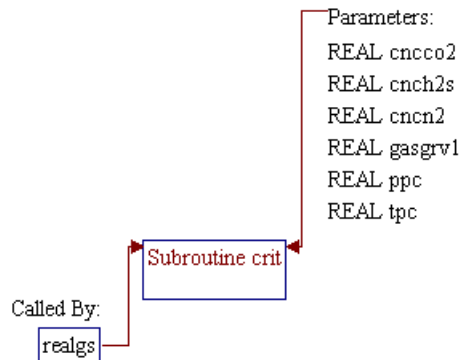 Parameters:
REAL cncco2
REAL cnch2s
REAL cncn2
REAL gasgrv1
REAL ppc
REAL tpc
Subroutine crit
Called By:
realgs